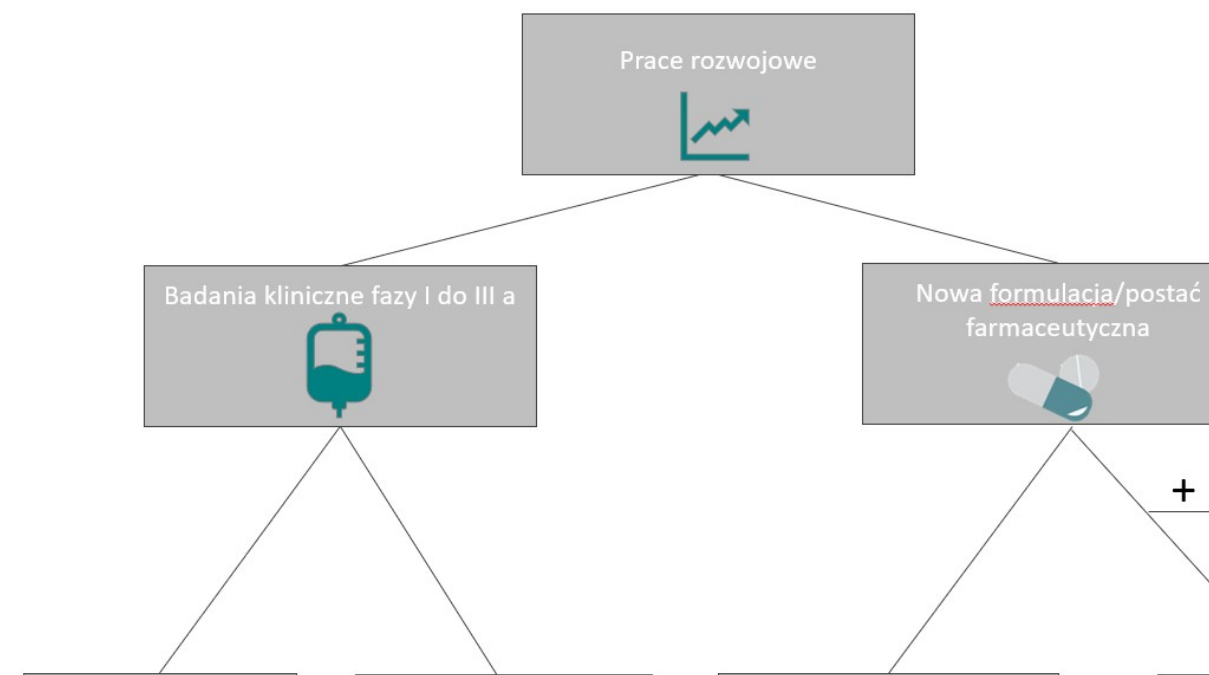 Prace rozwojowe
Badania kliniczne fazy I do III a
Nowa formulacja/postać
farmaceutyczna
+